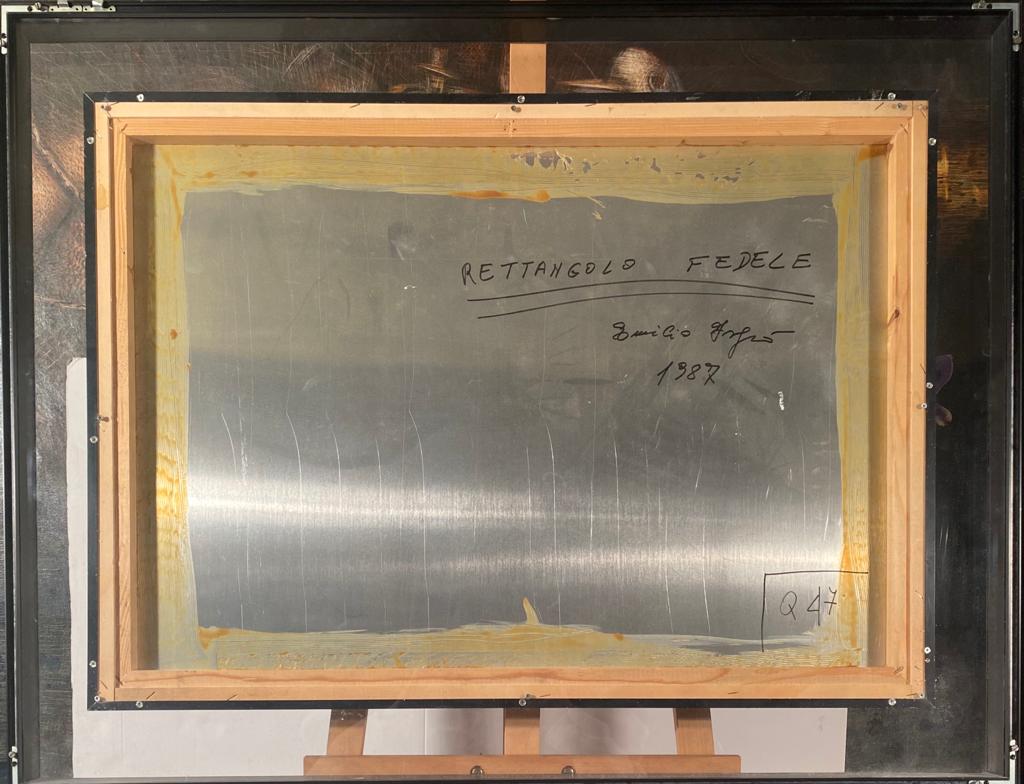 RETTANGOLO FEDELE
Emilio Isgrò
1987
Q 47